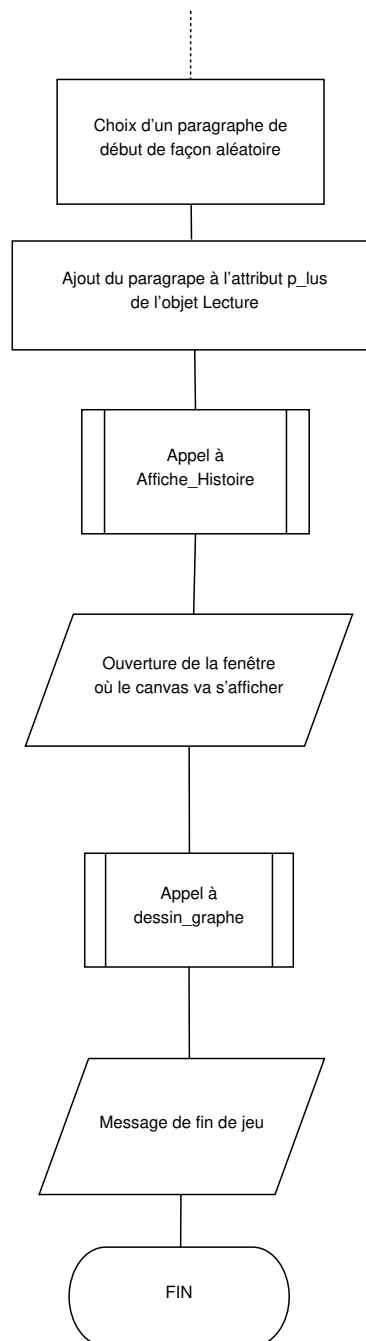 Choix d'un paragraphe de
début de façon aléatoire
Ajout du paragrape à l'attribut p_lus
de l'objet Lecture
Appel à
Affiche_Histoire
Ouverture de la fenêtre
où le canvas va s'afficher
Appel à
dessin_graphe
Message de fin de jeu
FIN